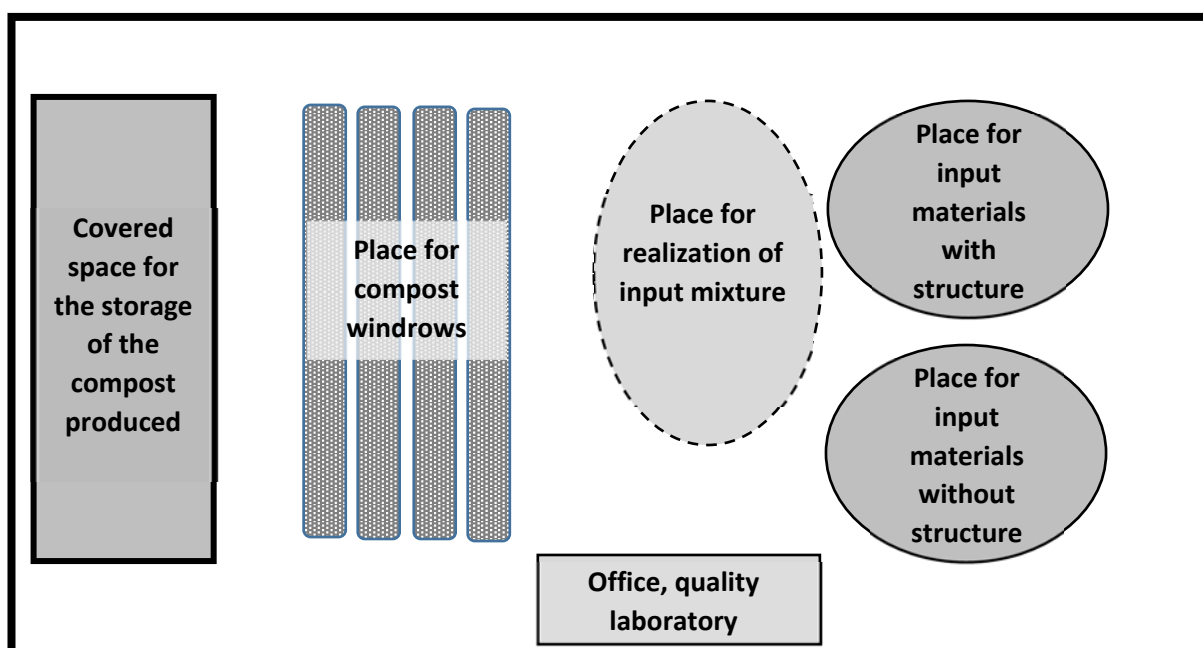 Covered
space for
the storage
of the
compost
produced
Place for
compost
windrows
Place for
realization of
input mixture
Place for
input
materials
with
structure
Place for
input
materials
without
structure
Office, quality
laboratory